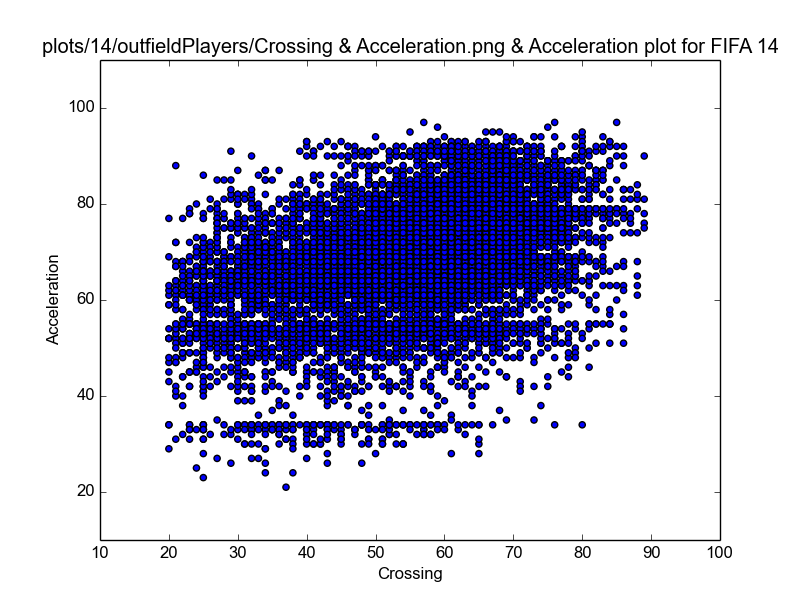 plots/14/outfieldPlayers/Crossing & Acceleration.png & Acceleration plot for FIFA 14
100
80
60
40
20
Acceleration
10 20 30 40 50 60 70 80 90 100
Crossing